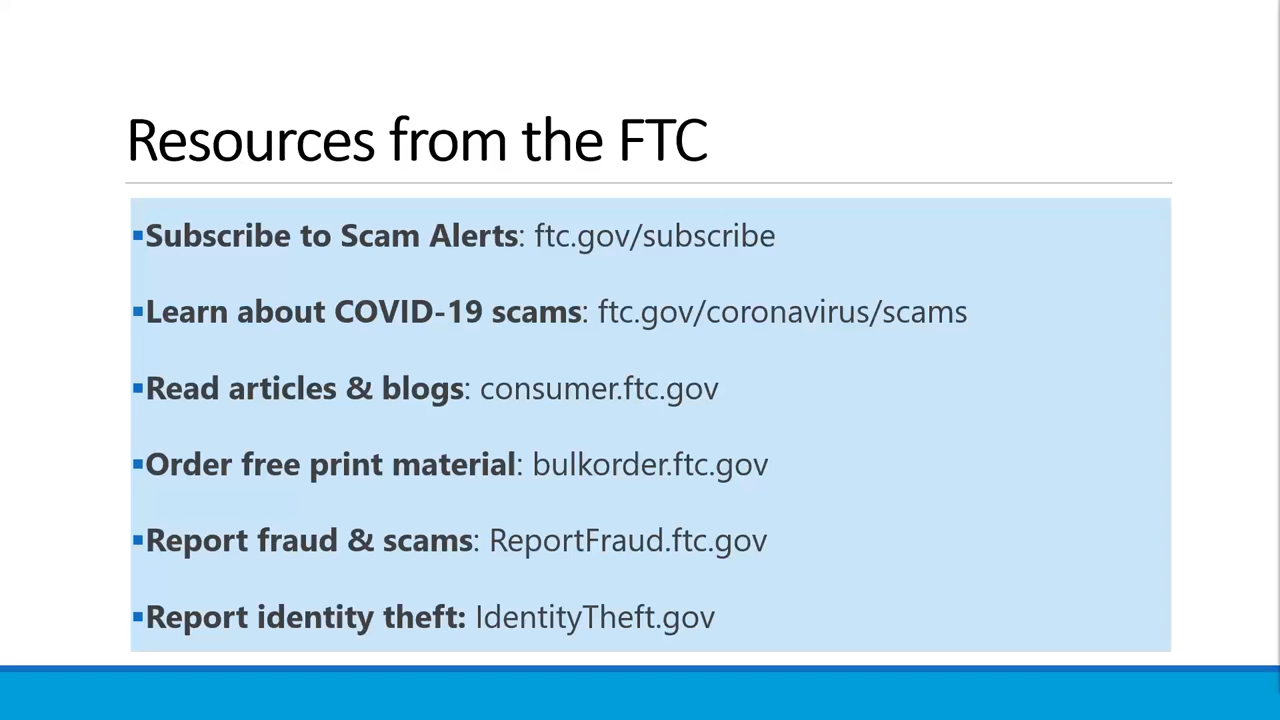 Resources from the FTC
▪Subscribe to Scam Alerts: ftc.gov/subscribe
▪Learn about COVID-19 scams: ftc.gov/coronavirus/scams
▪Read articles & blogs: consumer.ftc.gov
▪Order free print material: bulkorder.ftc.gov
▪Report fraud & scams: ReportFraud.ftc.gov
▪Report identity theft: IdentityTheft.gov